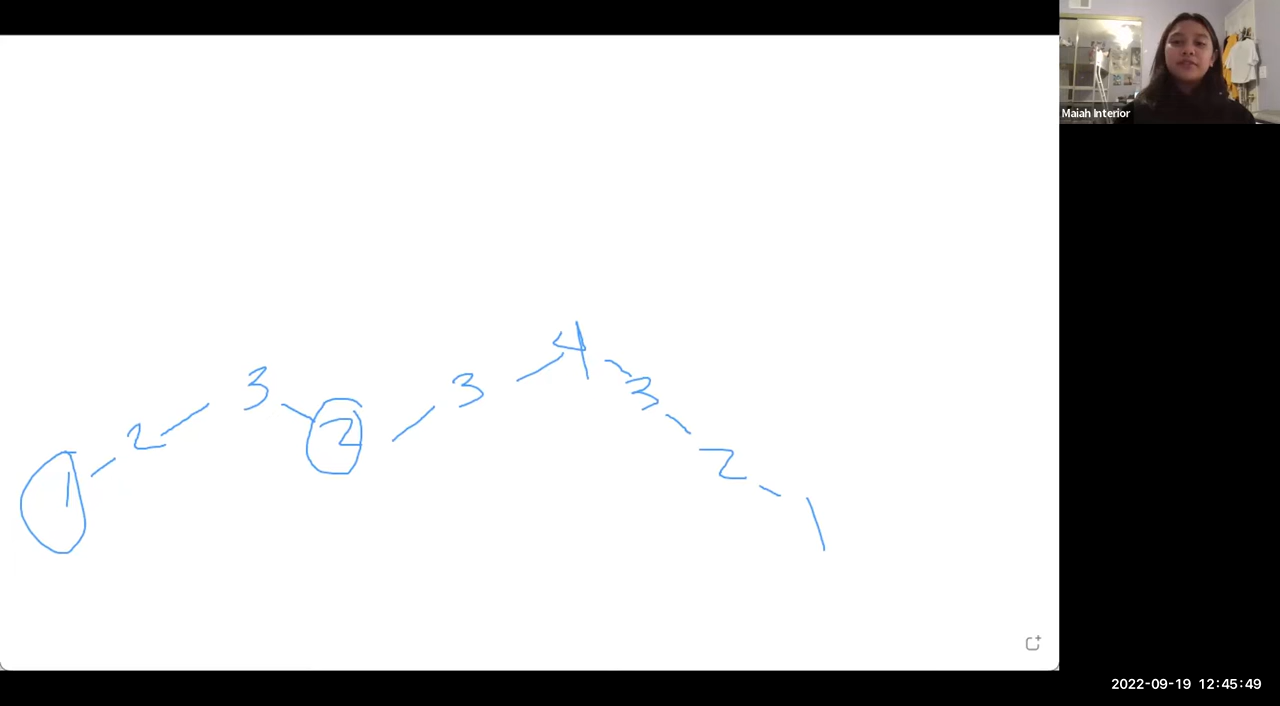 Maiah Interior
1 - 2 - 3 - 2 - 3 - 4 - 3 - 2 - 1
2022-09-19 12:45:49